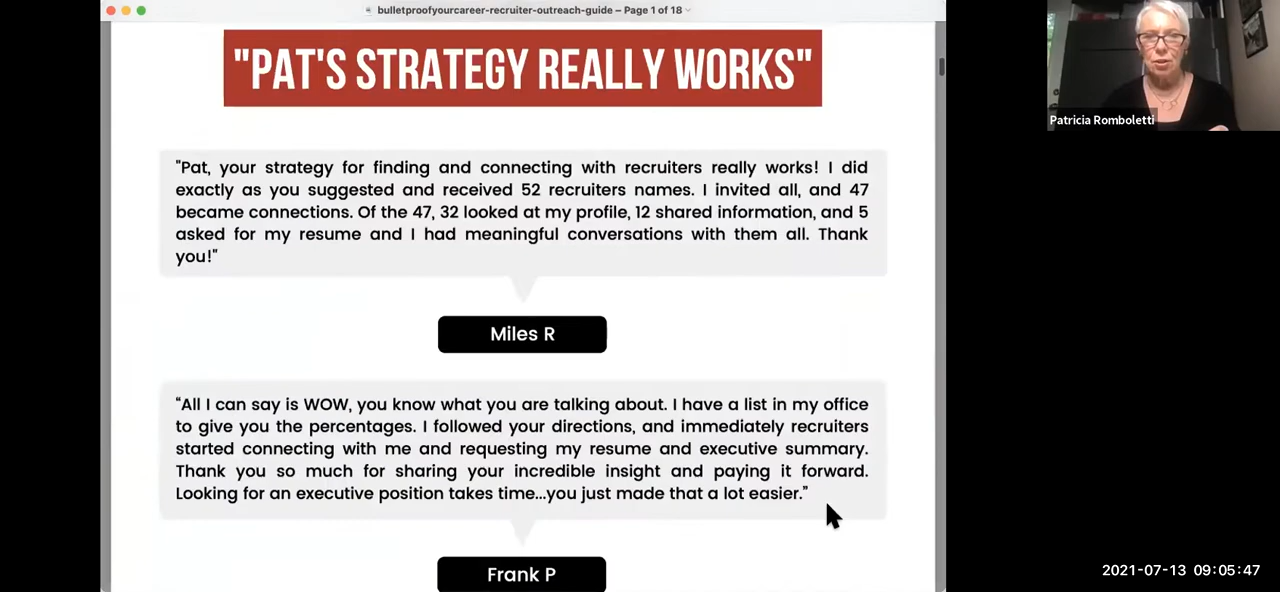 bulletproofyourcareer-recruiter-outreach-guide – Page 1 of 18
"PAT'S STRATEGY REALLY WORKS"
Patricia Romboletti
"Pat, your strategy for finding and connecting with recruiters really works! I did
exactly as you suggested and received 52 recruiters names. I invited all, and 47
became connections. Of the 47, 32 looked at my profile, 12 shared information, and 5
asked for my resume and I had meaningful conversations with them all. Thank
you!"
Miles R
“All I can say is WOW, you know what you are talking about. I have a list in my office
to give you the percentages. I followed your directions, and immediately recruiters
started connecting with me and requesting my resume and executive summary.
Thank you so much for sharing your incredible insight and paying it forward.
Looking for an executive position takes time...you just made that a lot easier.”
Frank P
2021-07-13 09:05:47